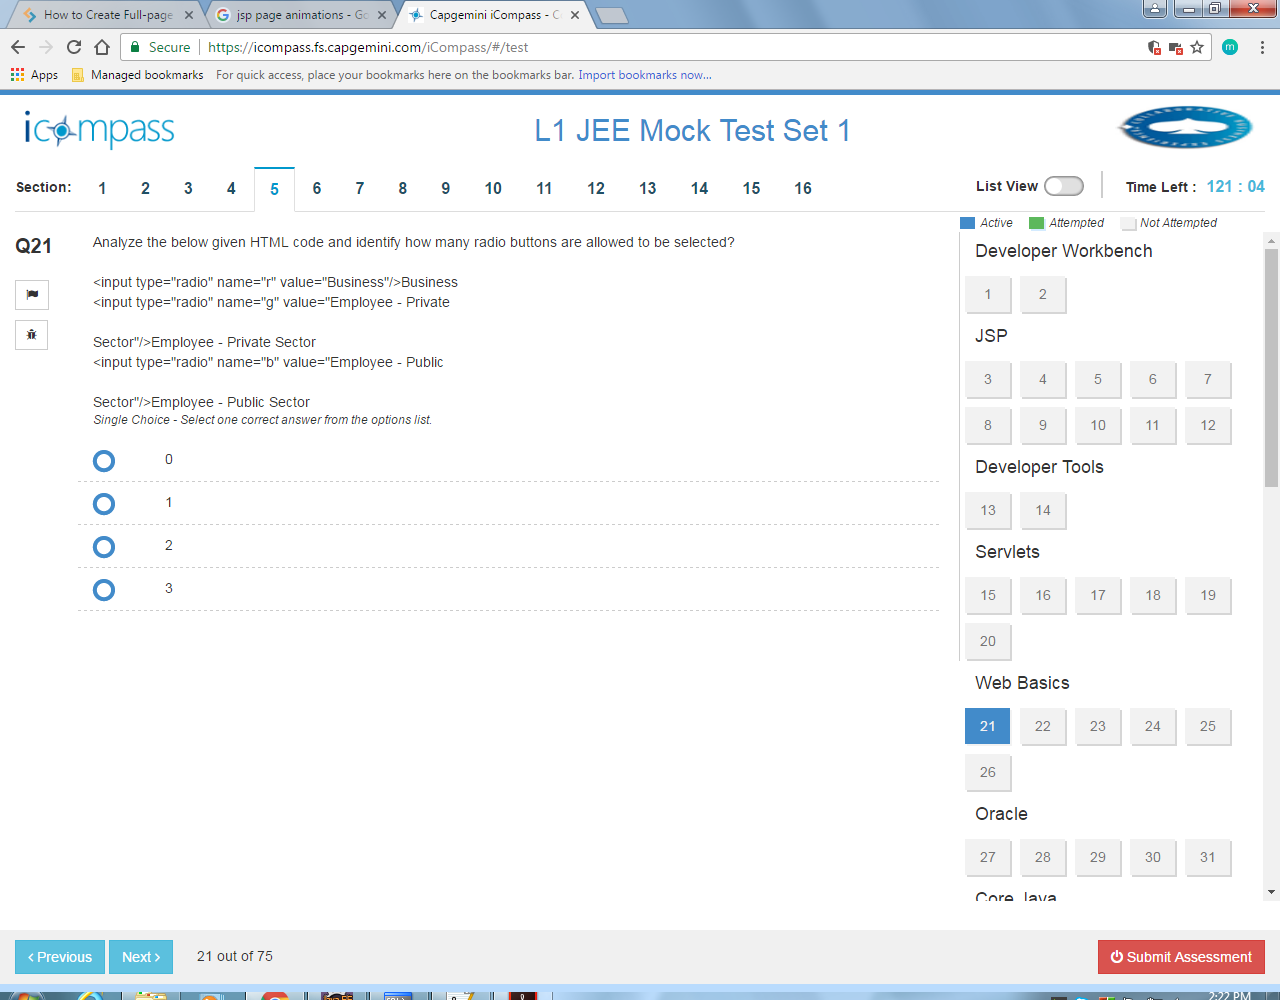 How to Create Full-page
jsp page animations - Go
Capgemini iCompass - C
Secure
https://icompass.fs.capgemini.com/iCompass/#/test
m
Apps
Managed bookmarks
For quick access, place your bookmarks here on the bookmarks bar. Import bookmarks now...
icompass
L1 JEE Mock Test Set 1
Section: 1 2 3 4 5 6 7 8 9 10 11 12 13 14 15 16
List View
Time Left : 121 : 04
Active Attempted Not Attempted
Q21
Analyze the below given HTML code and identify how many radio buttons are allowed to be selected?
<input type="radio" name="r" value="Business"/>Business
<input type="radio" name="g" value="Employee - Private
Sector"/>Employee - Private Sector
<input type="radio" name="b" value="Employee - Public
Sector"/>Employee - Public Sector
Single Choice - Select one correct answer from the options list.
0
1
2
3
Developer Workbench
1 2
JSP
3 4 5 6 7
8 9 10 11 12
Developer Tools
13 14
Servlets
15 16 17 18 19
20
Web Basics
21 22 23 24 25
26
Oracle
27 28 29 30 31
Core Java
‹ Previous
Next ›
21 out of 75
Submit Assessment
2:22 PM